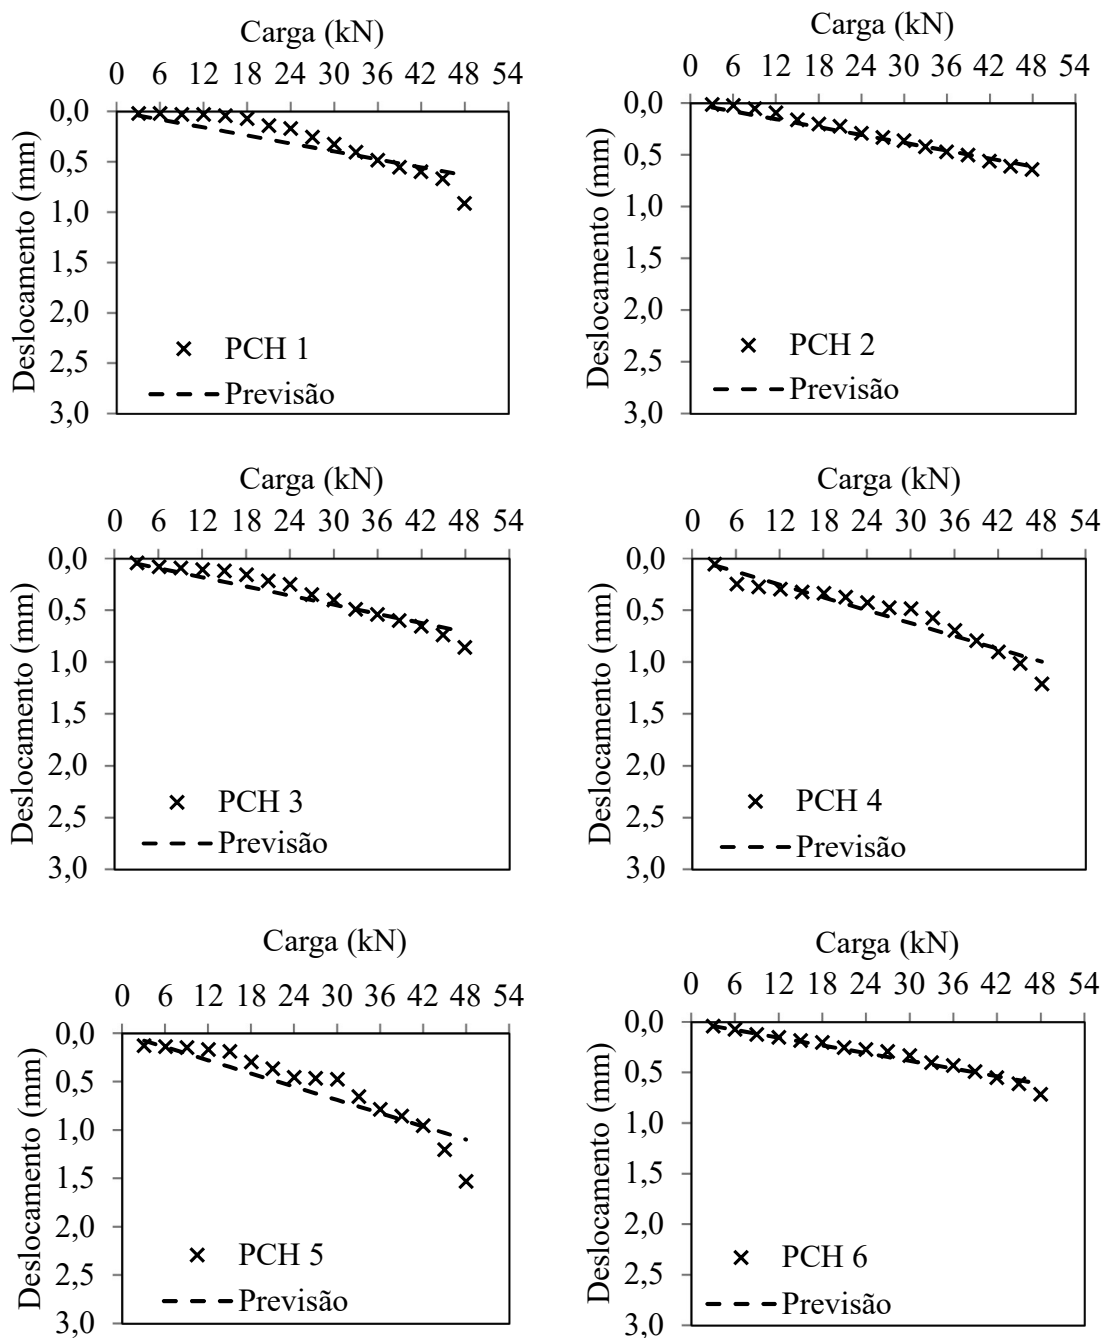 Carga (kN)
0 6 12 18 24 30 36 42 48 54
Deslocamento (mm)
0,0
0,5
1,0
1,5
2,0
2,5
3,0
PCH 1
Previsão
Carga (kN)
0 6 12 18 24 30 36 42 48 54
Deslocamento (mm)
0,0
0,5
1,0
1,5
2,0
2,5
3,0
PCH 2
Previsão
Carga (kN)
0 6 12 18 24 30 36 42 48 54
Deslocamento (mm)
0,0
0,5
1,0
1,5
2,0
2,5
3,0
PCH 3
Previsão
Carga (kN)
0 6 12 18 24 30 36 42 48 54
Deslocamento (mm)
0,0
0,5
1,0
1,5
2,0
2,5
3,0
PCH 4
Previsão
Carga (kN)
0 6 12 18 24 30 36 42 48 54
Deslocamento (mm)
0,0
0,5
1,0
1,5
2,0
2,5
3,0
PCH 5
Previsão
Carga (kN)
0 6 12 18 24 30 36 42 48 54
Deslocamento (mm)
0,0
0,5
1,0
1,5
2,0
2,5
3,0
PCH 6
Previsão